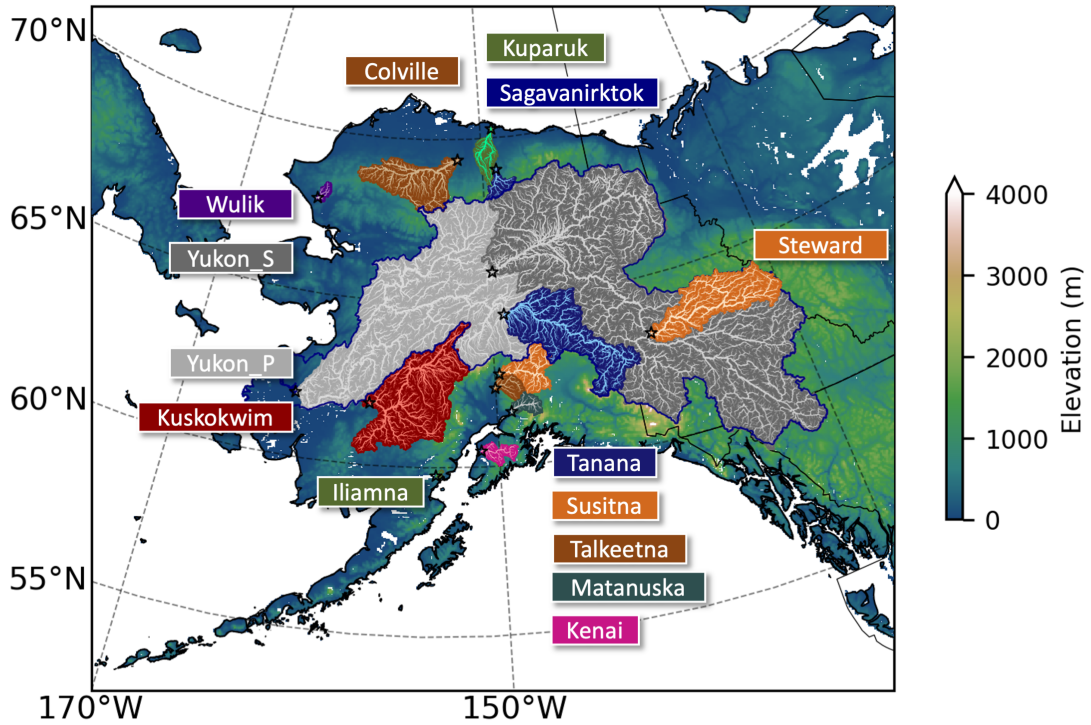 70°N
65°N
60°N
55°N
170°W
150°W
Kuparuk
Colville
Sagavanirktok
Wulik
Yukon_S
Steward
Yukon_P
Kuskokwim
Iliamna
Tanana
Susitna
Talkeetna
Matanuska
Kenai
4000
3000
2000
1000
0
Elevation (m)